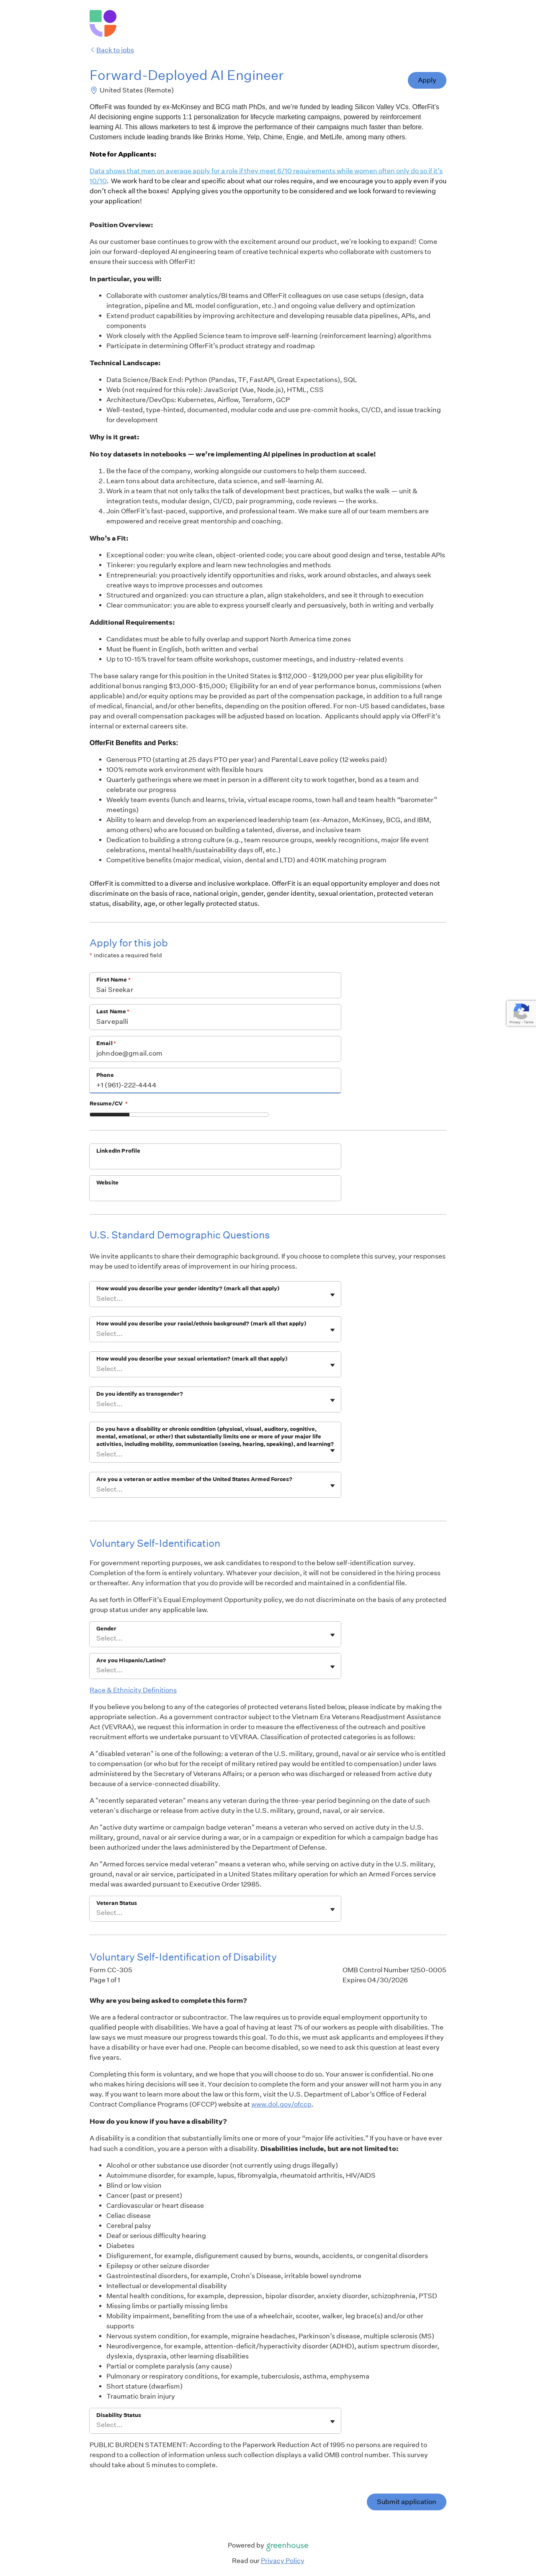 Back to jobs
Forward-Deployed AI Engineer
Apply
United States (Remote)
OfferFit was founded by ex-McKinsey and BCG math PhDs, and we're funded by leading Silicon Valley VCs. OfferFit's
AI decisioning engine supports 1:1 personalization for lifecycle marketing campaigns, powered by reinforcement
learning AI. This allows marketers to test & improve the performance of their campaigns much faster than before.
Customers include leading brands like Brinks Home, Yelp, Chime, Engie, and MetLife, among many others.
Note for Applicants:
Data shows that men on average apply for a role if they meet 6/10 requirements while women often only do so if it's
10/10. We work hard to be clear and specific about what our roles require, and we encourage you to apply even if you
don't check all the boxes! Applying gives you the opportunity to be considered and we look forward to reviewing
your application!
Position Overview:
As our customer base continues to grow with the excitement around our product, we're looking to expand! Come
join our forward-deployed AI engineering team of creative technical experts who collaborate with customers to
ensure their success with OfferFit!
In particular, you will:
• Collaborate with customer analytics/BI teams and OfferFit colleagues on use case setups (design, data
integration, pipeline and ML model configuration, etc.) and ongoing value delivery and optimization
• Extend product capabilities by improving architecture and developing reusable data pipelines, APIs, and
components
• Work closely with the Applied Science team to improve self-learning (reinforcement learning) algorithms
• Participate in determining OfferFit's product strategy and roadmap
Technical Landscape:
• Data Science/Back End: Python (Pandas, TF, FastAPI, Great Expectations), SQL
• Web (not required for this role): JavaScript (Vue, Node.js), HTML, CSS
• Architecture/DevOps: Kubernetes, Airflow, Terraform, GCP
• Well-tested, type-hinted, documented, modular code and use pre-commit hooks, CI/CD, and issue tracking
for development
Why is it great:
No toy datasets in notebooks — we're implementing AI pipelines in production at scale!
1. Be the face of the company, working alongside our customers to help them succeed.
2. Learn tons about data architecture, data science, and self-learning AI.
3. Work in a team that not only talks the talk of development best practices, but walks the walk — unit &
integration tests, modular design, CI/CD, pair programming, code reviews — the works.
4. Join OfferFit's fast-paced, supportive, and professional team. We make sure all of our team members are
empowered and receive great mentorship and coaching.
Who's a Fit:
• Exceptional coder: you write clean, object-oriented code; you care about good design and terse, testable APIs
• Tinkerer: you regularly explore and learn new technologies and methods
• Entrepreneurial: you proactively identify opportunities and risks, work around obstacles, and always seek
creative ways to improve processes and outcomes
• Structured and organized: you can structure a plan, align stakeholders, and see it through to execution
• Clear communicator: you are able to express yourself clearly and persuasively, both in writing and verbally
Additional Requirements:
• Candidates must be able to fully overlap and support North America time zones
• Must be fluent in English, both written and verbal
• Up to 10-15% travel for team offsite workshops, customer meetings, and industry-related events
The base salary range for this position in the United States is $112,000 - $129,000 per year plus eligibility for
additional bonus ranging $13,000-$15,000; Eligibility for an end of year performance bonus, commissions (when
applicable) and/or equity options may be provided as part of the compensation package, in addition to a full range
of medical, financial, and/or other benefits, depending on the position offered. For non-US based candidates, base
pay and overall compensation packages will be adjusted based on location. Applicants should apply via OfferFit's
internal or external careers site.
OfferFit Benefits and Perks:
• Generous PTO (starting at 25 days PTO per year) and Parental Leave policy (12 weeks paid)
• 100% remote work environment with flexible hours
• Quarterly gatherings where we meet in person in a different city to work together, bond as a team and
celebrate our progress
• Weekly team events (lunch and learns, trivia, virtual escape rooms, town hall and team health "barometer"
meetings)
• Ability to learn and develop from an experienced leadership team (ex-Amazon, McKinsey, BCG, and IBM,
among others) who are focused on building a talented, diverse, and inclusive team
• Dedication to building a strong culture (e.g., team resource groups, weekly recognitions, major life event
celebrations, mental health/sustainability days off, etc.)
• Competitive benefits (major medical, vision, dental and LTD) and 401K matching program
OfferFit is committed to a diverse and inclusive workplace. OfferFit is an equal opportunity employer and does not
discriminate on the basis of race, national origin, gender, gender identity, sexual orientation, protected veteran
status, disability, age, or other legally protected status.
Apply for this job
* indicates a required field
First Name *
Sai Sreekar
Last Name *
Sarvepalli
Email *
johndoe@gmail.com
Phone
+1 (961)-222-4444
Resume/CV *
Privacy - Terms
LinkedIn Profile
Website
U.S. Standard Demographic Questions
We invite applicants to share their demographic background. If you choose to complete this survey, your responses
may be used to identify areas of improvement in our hiring process.
How would you describe your gender identity? (mark all that apply)
Select...
How would you describe your racial/ethnic background? (mark all that apply)
Select...
How would you describe your sexual orientation? (mark all that apply)
Select...
Do you identify as transgender?
Select...
Do you have a disability or chronic condition (physical, visual, auditory, cognitive,
mental, emotional, or other) that substantially limits one or more of your major life
activities, including mobility, communication (seeing, hearing, speaking), and learning?
Select...
Are you a veteran or active member of the United States Armed Forces?
Select...
Voluntary Self-Identification
For government reporting purposes, we ask candidates to respond to the below self-identification survey.
Completion of the form is entirely voluntary. Whatever your decision, it will not be considered in the hiring process
or thereafter. Any information that you do provide will be recorded and maintained in a confidential file.
As set forth in OfferFit's Equal Employment Opportunity policy, we do not discriminate on the basis of any protected
group status under any applicable law.
Gender
Select...
Are you Hispanic/Latino?
Select...
Race & Ethnicity Definitions
If you believe you belong to any of the categories of protected veterans listed below, please indicate by making the
appropriate selection. As a government contractor subject to the Vietnam Era Veterans Readjustment Assistance
Act (VEVRAA), we request this information in order to measure the effectiveness of the outreach and positive
recruitment efforts we undertake pursuant to VEVRAA. Classification of protected categories is as follows:
A "disabled veteran" is one of the following: a veteran of the U.S. military, ground, naval or air service who is entitled
to compensation (or who but for the receipt of military retired pay would be entitled to compensation) under laws
administered by the Secretary of Veterans Affairs; or a person who was discharged or released from active duty
because of a service-connected disability.
A "recently separated veteran" means any veteran during the three-year period beginning on the date of such
veteran's discharge or release from active duty in the U.S. military, ground, naval, or air service.
An "active duty wartime or campaign badge veteran" means a veteran who served on active duty in the U.S.
military, ground, naval or air service during a war, or in a campaign or expedition for which a campaign badge has
been authorized under the laws administered by the Department of Defense.
An "Armed forces service medal veteran" means a veteran who, while serving on active duty in the U.S. military,
ground, naval or air service, participated in a United States military operation for which an Armed Forces service
medal was awarded pursuant to Executive Order 12985.
Veteran Status
Select...
Voluntary Self-Identification of Disability
Form CC-305
OMB Control Number 1250-0005
Page 1 of 1
Expires 04/30/2026
Why are you being asked to complete this form?
We are a federal contractor or subcontractor. The law requires us to provide equal employment opportunity to
qualified people with disabilities. We have a goal of having at least 7% of our workers as people with disabilities. The
law says we must measure our progress towards this goal. To do this, we must ask applicants and employees if they
have a disability or have ever had one. People can become disabled, so we need to ask this question at least every
five years.
Completing this form is voluntary, and we hope that you will choose to do so. Your answer is confidential. No one
who makes hiring decisions will see it. Your decision to complete the form and your answer will not harm you in any
way. If you want to learn more about the law or this form, visit the U.S. Department of Labor's Office of Federal
Contract Compliance Programs (OFCCP) website at www.dol.gov/ofccp.
How do you know if you have a disability?
A disability is a condition that substantially limits one or more of your "major life activities." If you have or have ever
had such a condition, you are a person with a disability. Disabilities include, but are not limited to:
• Alcohol or other substance use disorder (not currently using drugs illegally)
• Autoimmune disorder, for example, lupus, fibromyalgia, rheumatoid arthritis, HIV/AIDS
• Blind or low vision
• Cancer (past or present)
• Cardiovascular or heart disease
• Celiac disease
• Cerebral palsy
• Deaf or serious difficulty hearing
• Diabetes
• Disfigurement, for example, disfigurement caused by burns, wounds, accidents, or congenital disorders
• Epilepsy or other seizure disorder
• Gastrointestinal disorders, for example, Crohn's Disease, irritable bowel syndrome
• Intellectual or developmental disability
• Mental health conditions, for example, depression, bipolar disorder, anxiety disorder, schizophrenia, PTSD
• Missing limbs or partially missing limbs
• Mobility impairment, benefiting from the use of a wheelchair, scooter, walker, leg brace(s) and/or other
supports
• Nervous system condition, for example, migraine headaches, Parkinson's disease, multiple sclerosis (MS)
• Neurodivergence, for example, attention-deficit/hyperactivity disorder (ADHD), autism spectrum disorder,
dyslexia, dyspraxia, other learning disabilities
• Partial or complete paralysis (any cause)
• Pulmonary or respiratory conditions, for example, tuberculosis, asthma, emphysema
• Short stature (dwarfism)
• Traumatic brain injury
Disability Status
Select...
PUBLIC BURDEN STATEMENT: According to the Paperwork Reduction Act of 1995 no persons are required to
respond to a collection of information unless such collection displays a valid OMB control number. This survey
should take about 5 minutes to complete.
Submit application
Powered by greenhouse
Read our Privacy Policy